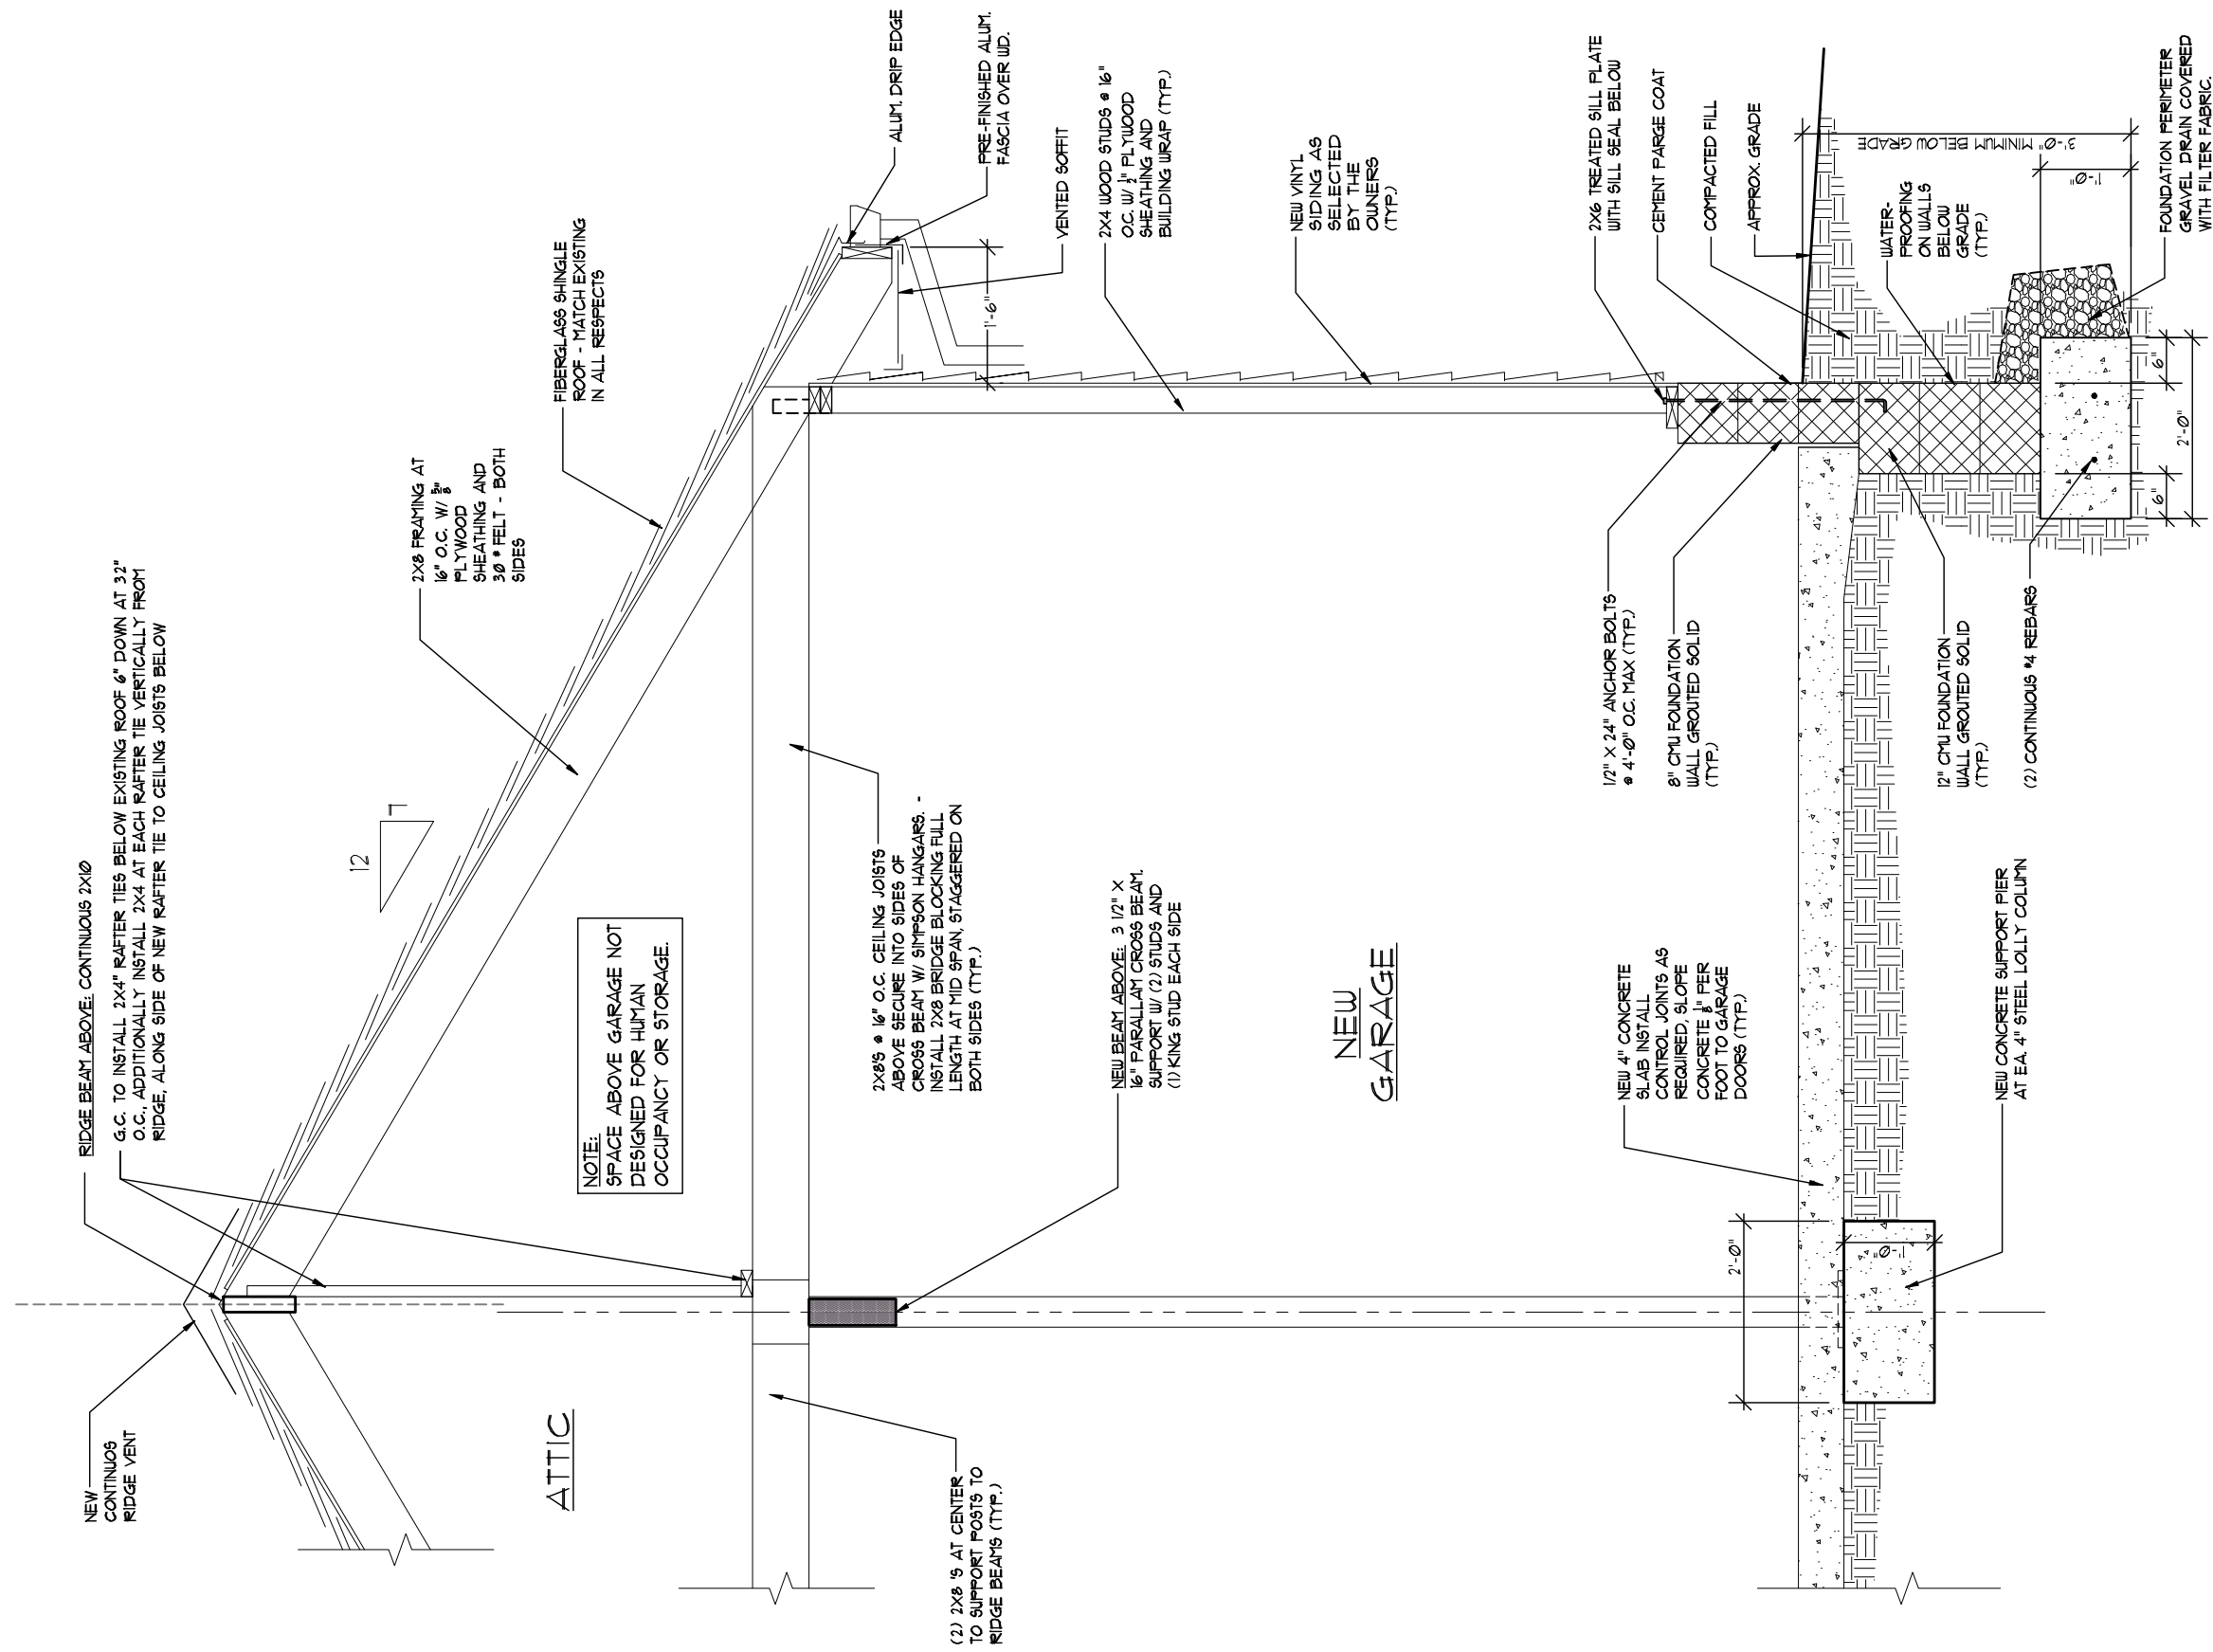 NEW
CONTINUOS
RIDGE VENT
RIDGE BEAM ABOVE: CONTINUOUS 2X10
G.C. TO INSTALL 2X4" RAFTER TIES BELOW EXISTING ROOF 6" DOWN AT 32"
O.C., ADDITIONALLY INSTALL 2X4 AT EACH RAFTER TIE VERTICALLY FROM
RIDGE, ALONG SIDE OF NEW RAFTER TIE TO CEILING JOISTS BELOW
12
7
2X8 FRAMING AT
16" O.C. W/ 5/8"
PLYWOOD
SHEATHING AND
30 # FELT - BOTH
SIDES
FIBERGLASS SHINGLE
ROOF - MATCH EXISTING
IN ALL RESPECTS
ALUM. DRIP EDGE
PRE-FINISHED ALUM.
FASCIA OVER WD.
VENTED SOFFIT
1'-6"
2X4 WOOD STUDS @ 16"
O.C. W/ 1/2" PLYWOOD
SHEATHING AND
BUILDING WRAP (TYP.)
NEW VINYL
SIDING AS
SELECTED
BY THE
OWNERS
(TYP.)
ATTIC
NOTE:
SPACE ABOVE GARAGE NOT
DESIGNED FOR HUMAN
OCCUPANCY OR STORAGE.
2X8'S @ 16" O.C. CEILING JOISTS
ABOVE SECURE INTO SIDES OF
CROSS BEAM W/ SIMPSON HANGARS. -
INSTALL 2X8 BRIDGE BLOCKING FULL
LENGTH AT MID SPAN, STAGGERED ON
BOTH SIDES (TYP.)
(2) 2X8 'S AT CENTER
TO SUPPORT POSTS TO
RIDGE BEAMS (TYP.)
NEW BEAM ABOVE: 3 1/2" X
16" PARALLAM CROSS BEAM.
SUPPORT W/ (2) STUDS AND
(1) KING STUD EACH SIDE
NEW
GARAGE
2X6 TREATED SILL PLATE
WITH SILL SEAL BELOW
CEMENT PARGE COAT
COMPACTED FILL
APPROX. GRADE
WATER-
PROOFING
ON WALLS
BELOW
GRADE
(TYP.)
3'-0" MINIMUM BELOW GRADE
1'-0"
FOUNDATION PERIMETER
GRAVEL DRAIN COVERED
WITH FILTER FABRIC.
1/2" X 24" ANCHOR BOLTS
@ 4'-0" O.C. MAX (TYP.)
8" CMU FOUNDATION
WALL GROUTED SOLID
(TYP.)
12" CMU FOUNDATION
WALL GROUTED SOLID
(TYP.)
(2) CONTINUOUS #4 REBARS
6"
6"
2'-0"
NEW 4" CONCRETE
SLAB INSTALL
CONTROL JOINTS AS
REQUIRED, SLOPE
CONCRETE 1/8" PER
FOOT TO GARAGE
DOORS (TYP.)
2'-0"
1'-0"
NEW CONCRETE SUPPORT PIER
AT EA. 4" STEEL LOLLY COLUMN